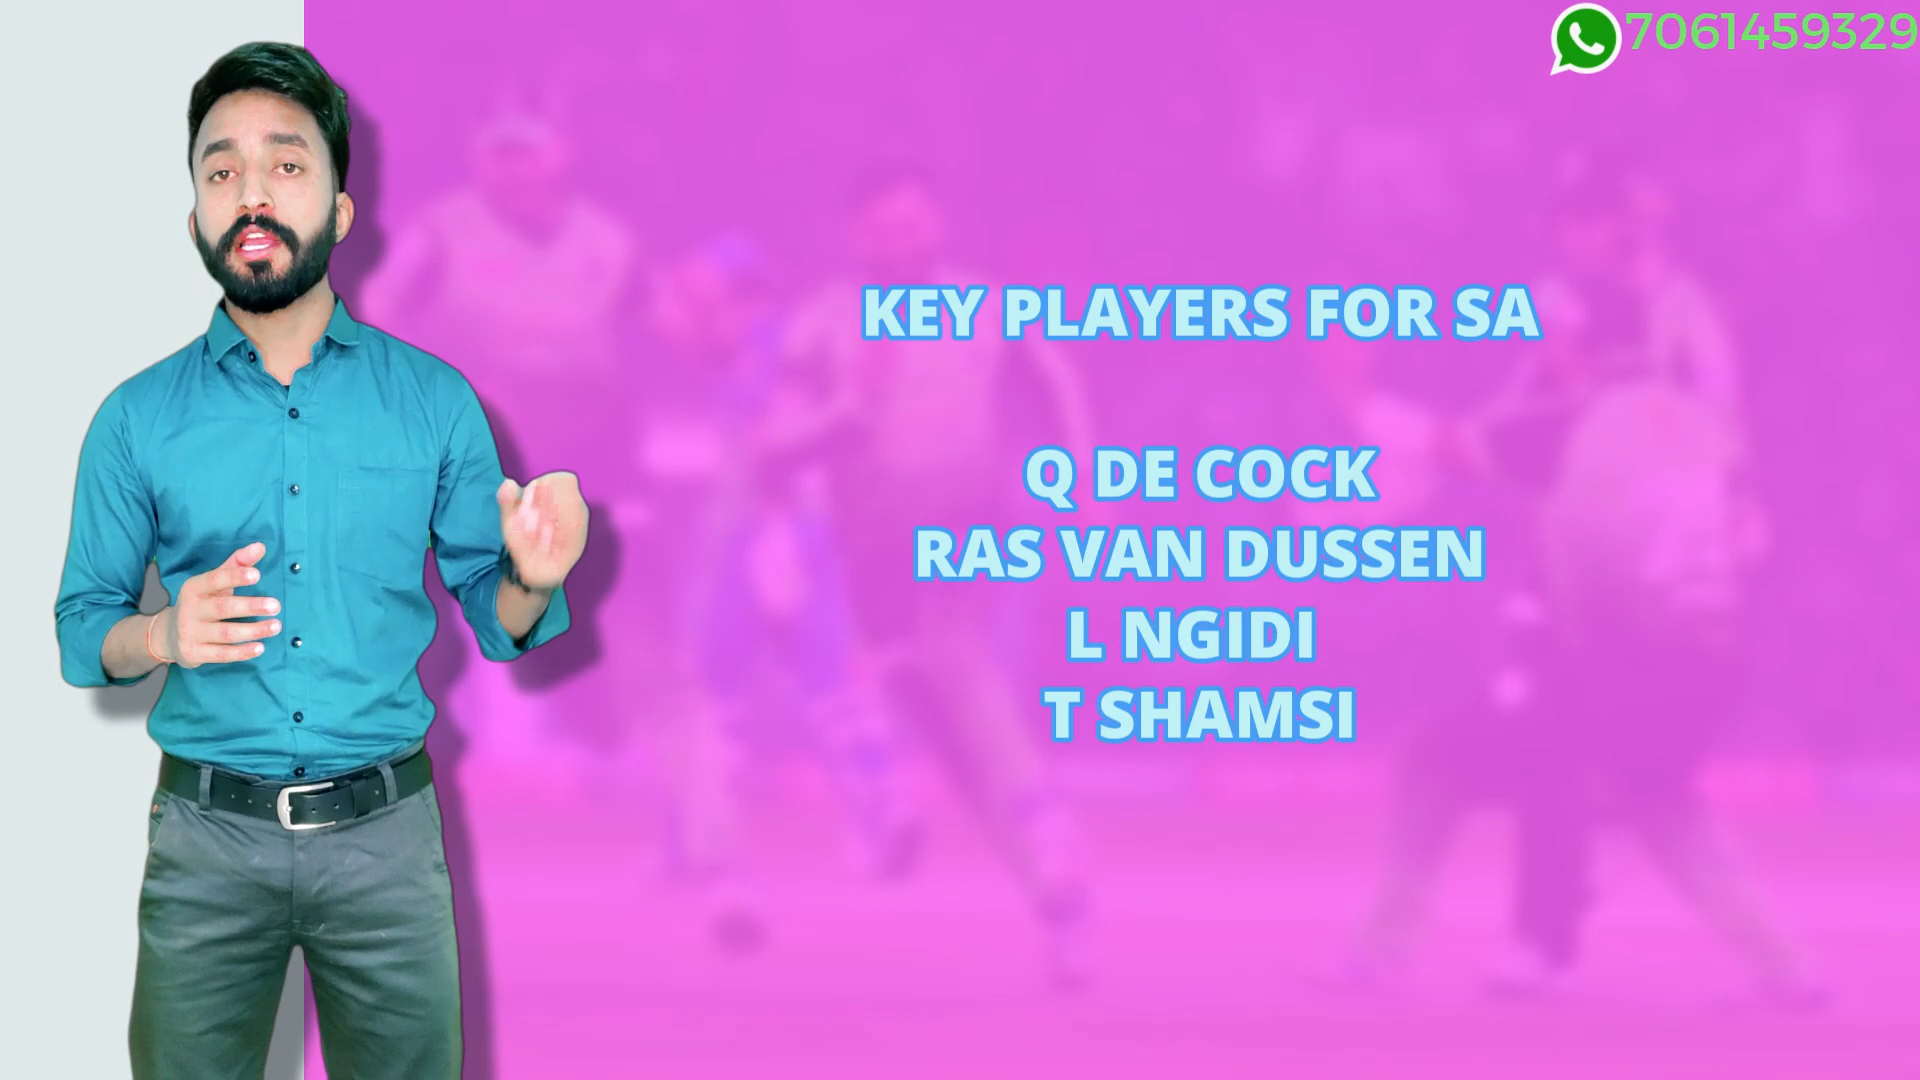 7061459329
KEY PLAYERS FOR SA
Q DE COCK
RAS VAN DUSSEN
L NGIDI
T SHAMSI